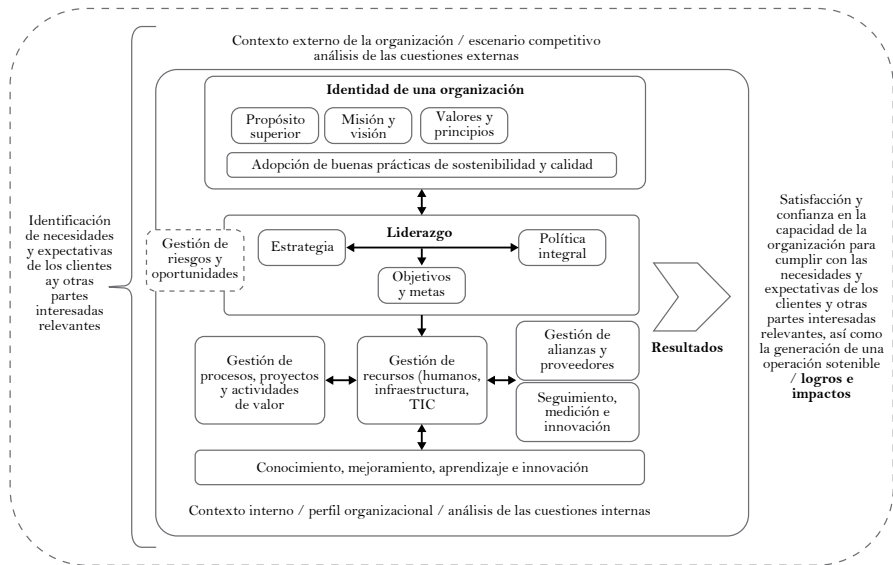 Contexto externo de la organización / escenario competitivo
análisis de las cuestiones externas
Identidad de una organización
Propósito
superior
Misión y
visión
Valores y
principios
Adopción de buenas prácticas de sostenibilidad y calidad
Identificación
de necesidades
y expectativas
de los clientes
ay otras
partes
interesadas
relevantes
Gestión de
riesgos y
oportunidades
Liderazgo
Estrategia
Política
integral
Objetivos
y metas
Gestión de
procesos, proyectos
y actividades
de valor
Gestión de
recursos (humanos,
infraestructura,
TIC
Gestión de
alianzas y
proveedores
Seguimiento,
medición e
innovación
Conocimiento, mejoramiento, aprendizaje e innovación
Contexto interno / perfil organizacional / análisis de las cuestiones internas
Resultados
Satisfacción y
confianza en la
capacidad de la
organización para
cumplir con las
necesidades y
expectativas de los
clientes y otras
partes interesadas
relevantes, así como
la generación de una
operación sotenible
/ logros e
impactos